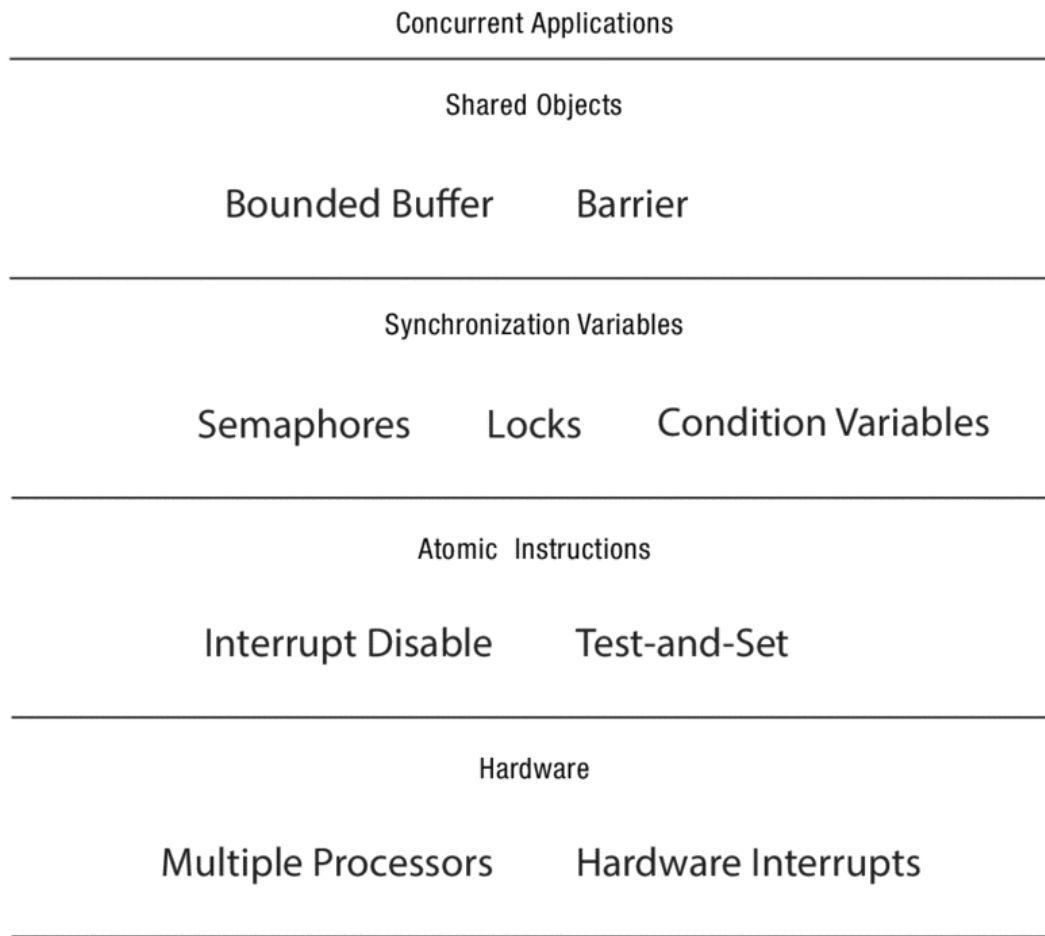 Concurrent Applications
Shared Objects
Bounded Buffer Barrier
Synchronization Variables
Semaphores Locks Condition Variables
Atomic Instructions
Interrupt Disable Test-and-Set
Hardware
Multiple Processors Hardware Interrupts